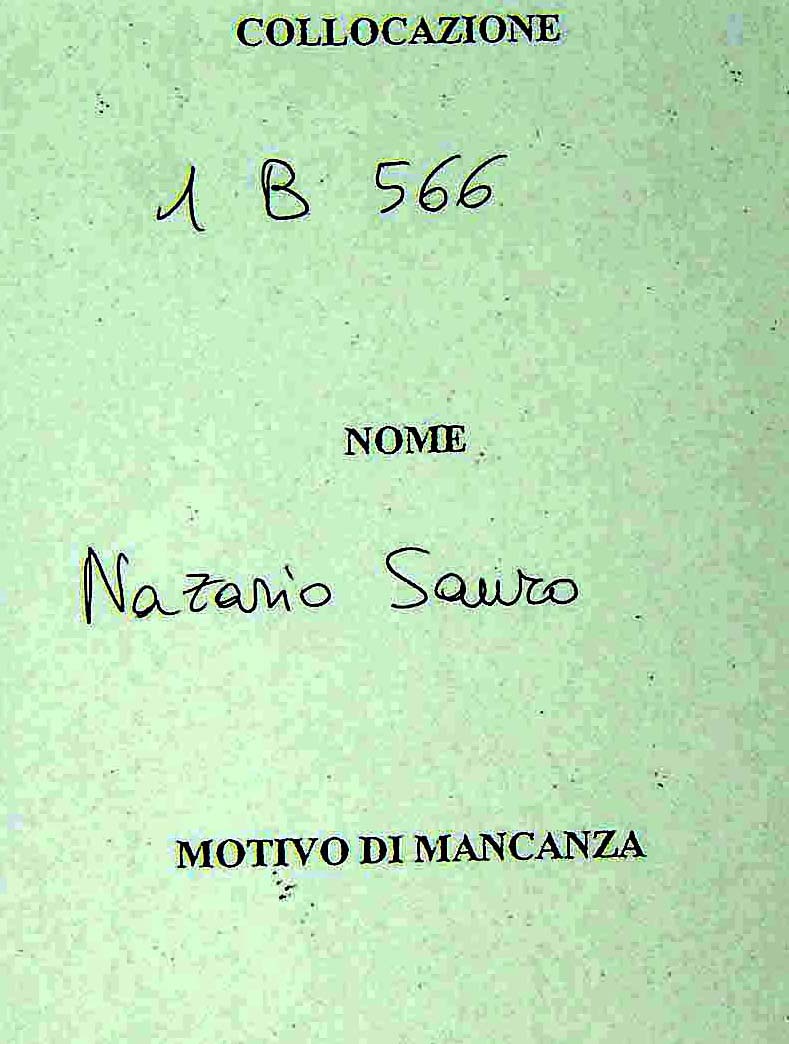 COLLOCAZIONE
1 B 566
NOME
Nazario Sauro
MOTIVO DI MANCANZA